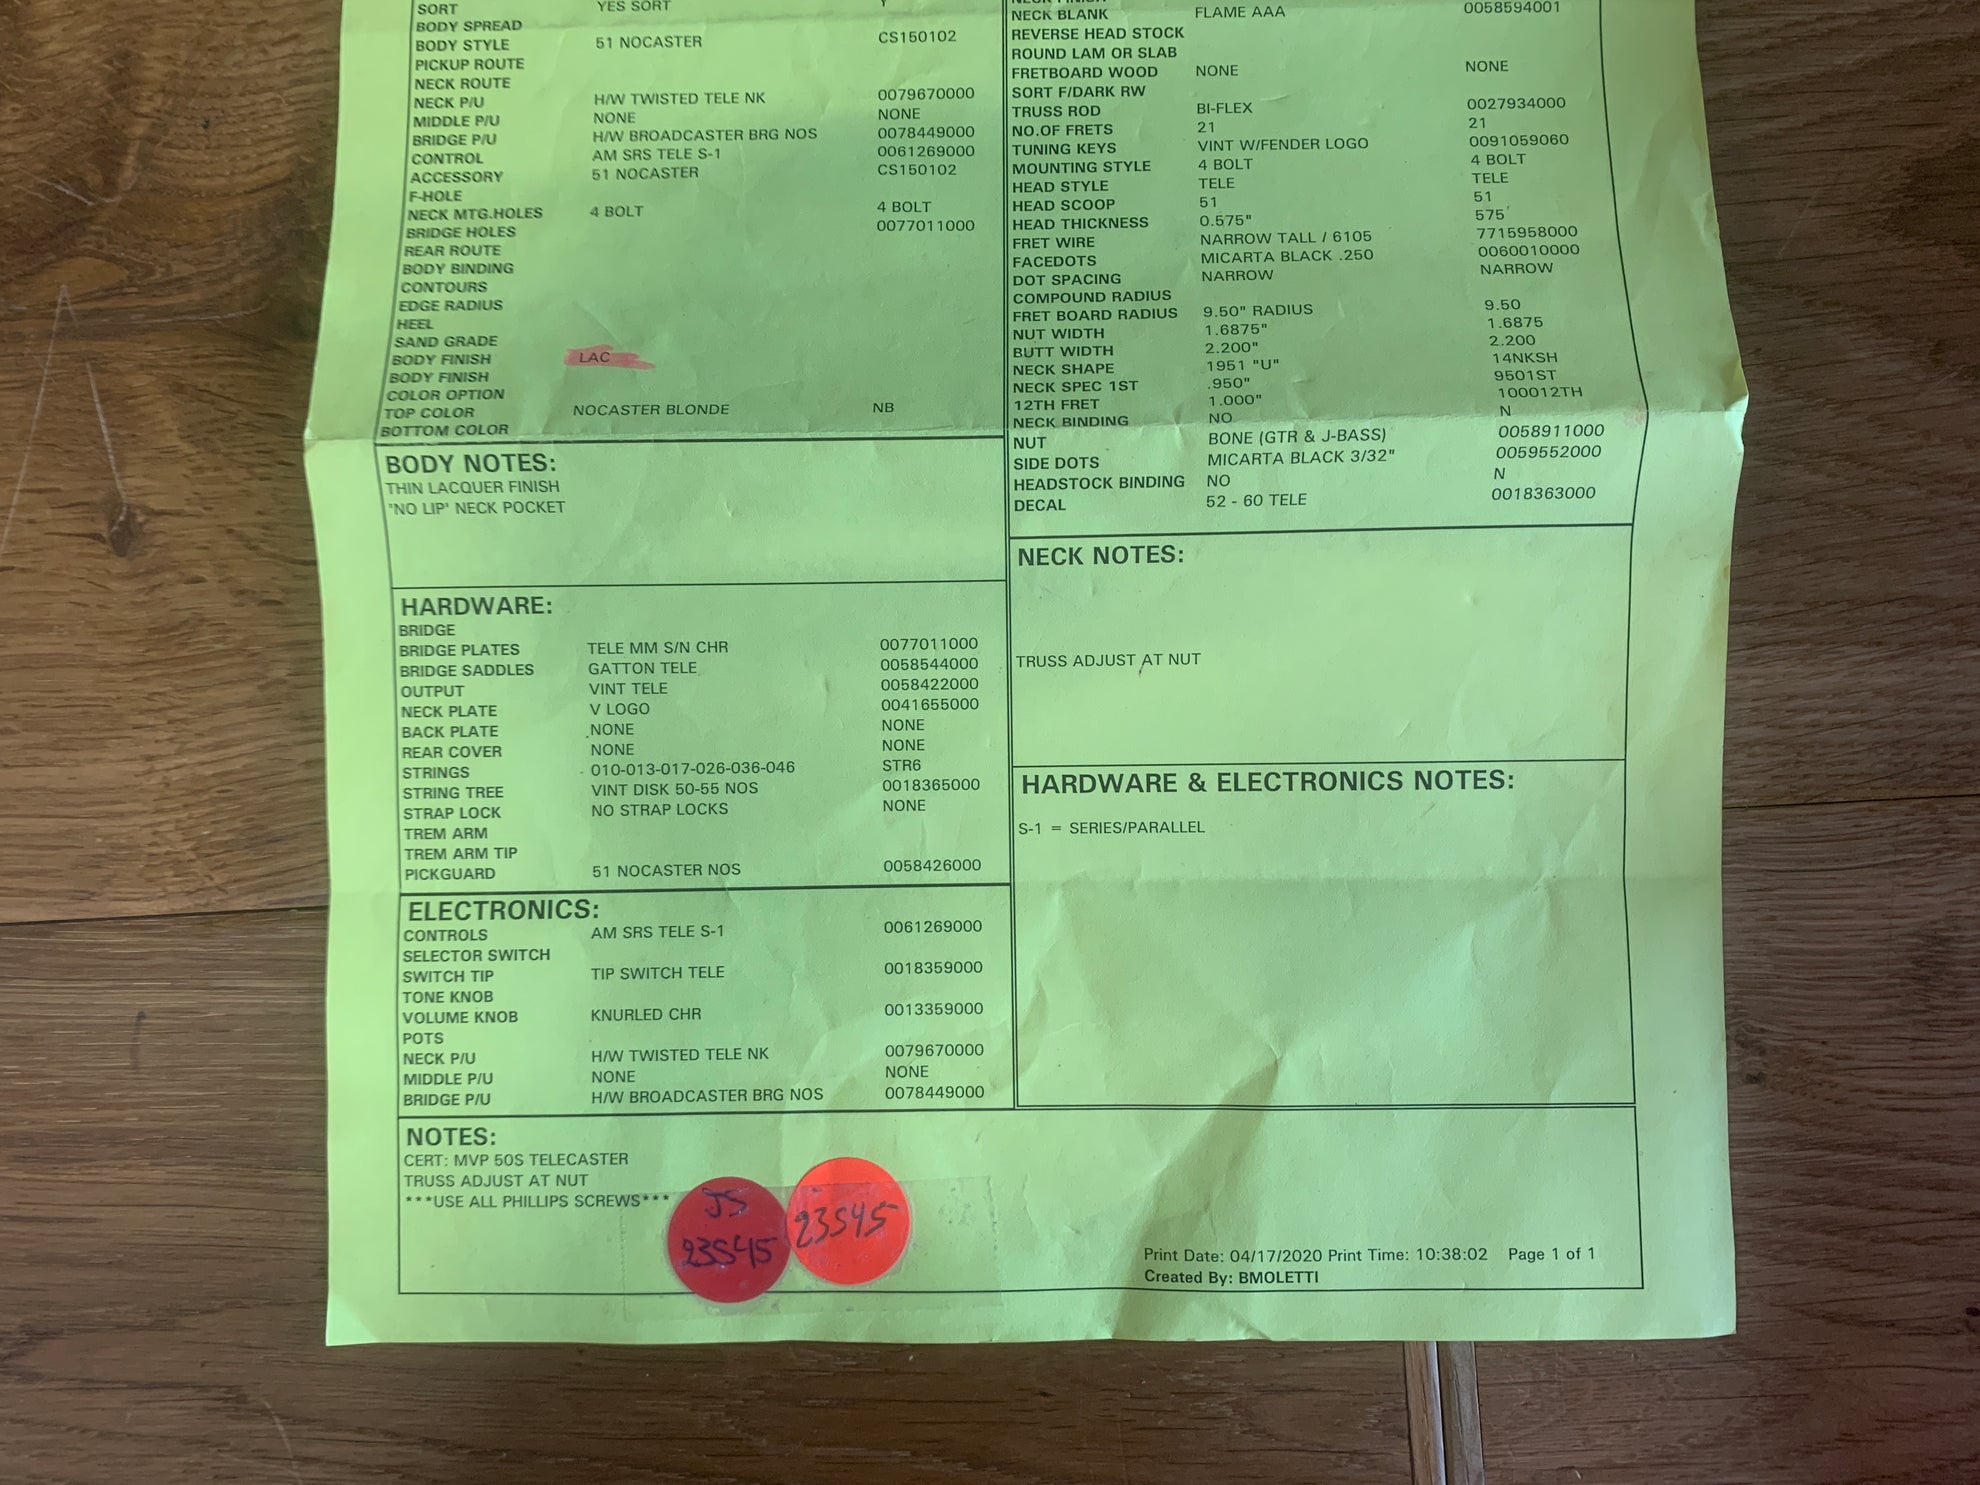 SORT YES SORT Y
BODY SPREAD
BODY STYLE 51 NOCASTER CS150102
PICKUP ROUTE
NECK ROUTE
NECK P/U H/W TWISTED TELE NK 0079670000
MIDDLE P/U NONE NONE
BRIDGE P/U H/W BROADCASTER BRG NOS 0078449000
CONTROL AM SRS TELE S-1 0061269000
ACCESSORY 51 NOCASTER CS150102
F-HOLE
NECK MTG.HOLES 4 BOLT 4 BOLT
BRIDGE HOLES 0077011000
REAR ROUTE
BODY BINDING
CONTOURS
EDGE RADIUS
HEEL
SAND GRADE
BODY FINISH LAC
BODY FINISH
COLOR OPTION
TOP COLOR NOCASTER BLONDE NB
BOTTOM COLOR
BODY NOTES:
THIN LACQUER FINISH
'NO LIP' NECK POCKET
HARDWARE:
BRIDGE
BRIDGE PLATES TELE MM S/N CHR 0077011000
BRIDGE SADDLES GATTON TELE 0058544000
OUTPUT VINT TELE 0058422000
NECK PLATE V LOGO 0041655000
BACK PLATE NONE NONE
REAR COVER NONE NONE
STRINGS 010-013-017-026-036-046 STR6
STRING TREE VINT DISK 50-55 NOS 0018365000
STRAP LOCK NO STRAP LOCKS NONE
TREM ARM
TREM ARM TIP
PICKGUARD 51 NOCASTER NOS 0058426000
ELECTRONICS:
CONTROLS AM SRS TELE S-1 0061269000
SELECTOR SWITCH
SWITCH TIP TIP SWITCH TELE 0018359000
TONE KNOB
VOLUME KNOB KNURLED CHR 0013359000
POTS
NECK P/U H/W TWISTED TELE NK 0079670000
MIDDLE P/U NONE NONE
BRIDGE P/U H/W BROADCASTER BRG NOS 0078449000
NECK FINISH
NECK BLANK FLAME AAA 0058594001
REVERSE HEAD STOCK
ROUND LAM OR SLAB
FRETBOARD WOOD NONE NONE
SORT F/DARK RW
TRUSS ROD BI-FLEX 0027934000
NO.OF FRETS 21 21
TUNING KEYS VINT W/FENDER LOGO 0091059060
MOUNTING STYLE 4 BOLT 4 BOLT
HEAD STYLE TELE TELE
HEAD SCOOP 51 51
HEAD THICKNESS 0.575" 575
FRET WIRE NARROW TALL / 6105 7715958000
FACEDOTS MICARTA BLACK .250 0060010000
DOT SPACING NARROW NARROW
COMPOUND RADIUS
FRET BOARD RADIUS 9.50" RADIUS 9.50
NUT WIDTH 1.6875" 1.6875
BUTT WIDTH 2.200" 2.200
NECK SHAPE 1951 "U" 14NKSH
NECK SPEC 1ST .950" 9501ST
12TH FRET 1.000" 100012TH
NECK BINDING NO N
NUT BONE (GTR & J-BASS) 0058911000
SIDE DOTS MICARTA BLACK 3/32" 0059552000
HEADSTOCK BINDING NO N
DECAL 52 - 60 TELE 0018363000
NECK NOTES:
TRUSS ADJUST AT NUT
HARDWARE & ELECTRONICS NOTES:
S-1 = SERIES/PARALLEL
NOTES:
CERT: MVP 50S TELECASTER
TRUSS ADJUST AT NUT
***USE ALL PHILLIPS SCREWS***
JS
23S45
23S45
Print Date: 04/17/2020 Print Time: 10:38:02 Page 1 of 1
Created By: BMOLETTI